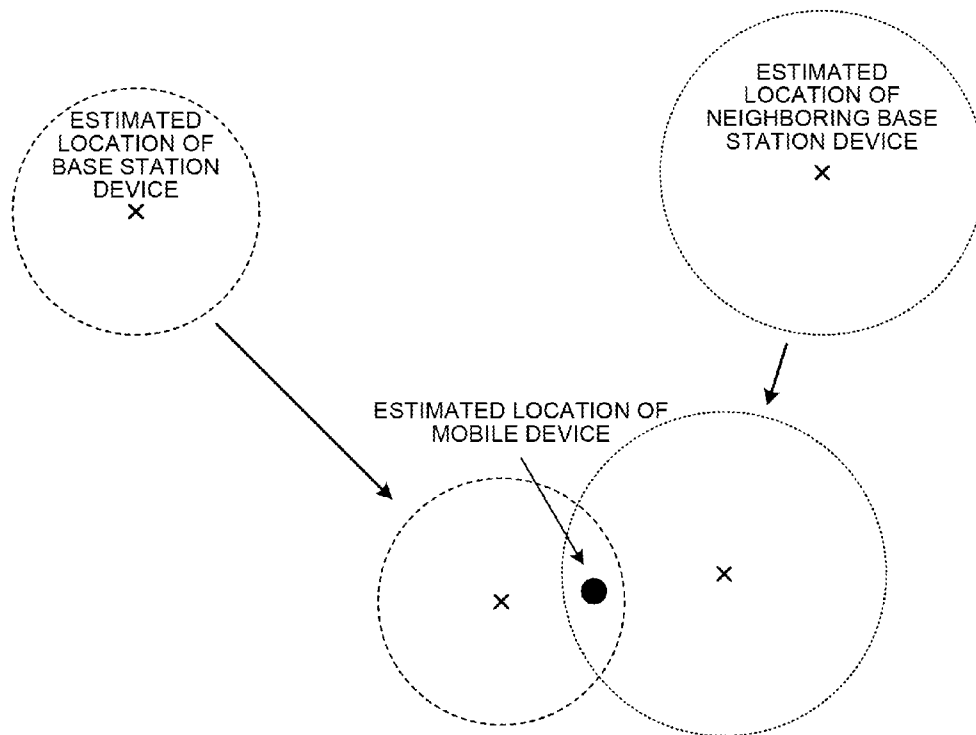 ESTIMATED
LOCATION OF
BASE STATION
DEVICE
ESTIMATED
LOCATION OF
NEIGHBORING BASE
STATION DEVICE
ESTIMATED LOCATION OF
MOBILE DEVICE